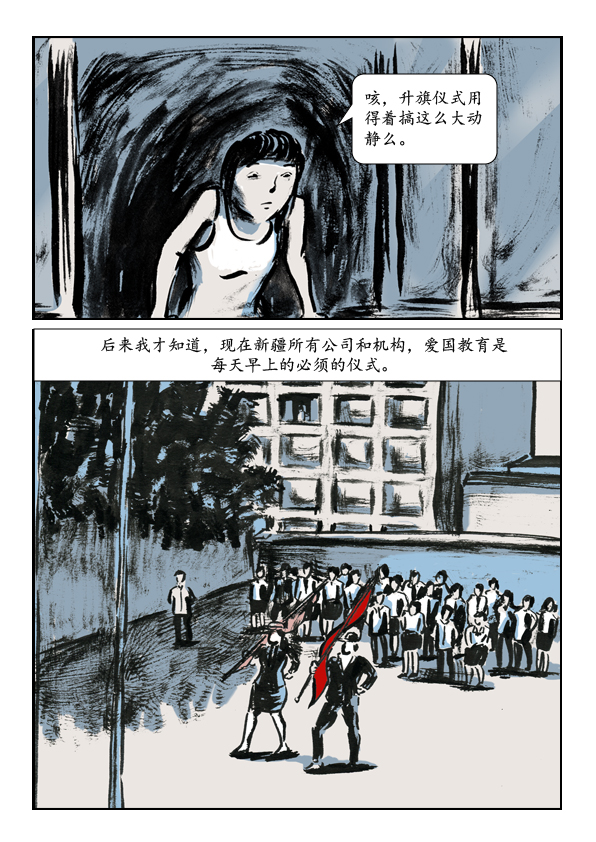 咳，升旗仪式用
得着搞这么大动
静么。
后来我才知道，现在新疆所有公司和机构，爱国教育是
每天早上的必须的仪式。